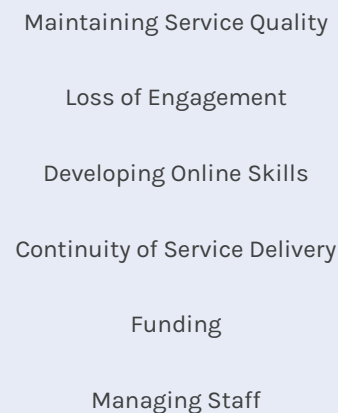 Maintaining Service Quality
Loss of Engagement
Developing Online Skills
Continuity of Service Delivery
Funding
Managing Staff